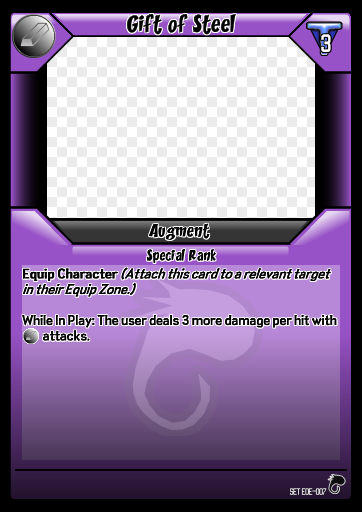 Gift of Steel
3
Augment
Special Rank
Equip Character (Attach this card to a relevant target
in their Equip Zone.)
While In Play: The user deals 3 more damage per hit with
attacks.
SET EDE-007